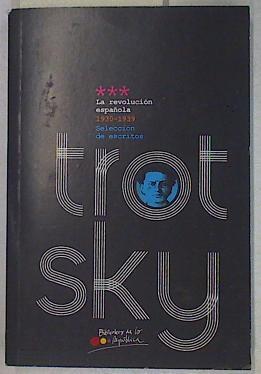 ***
La revolución
española
1930-1939
Selección
de escritos
trot
sky
Biblioteca de la
República